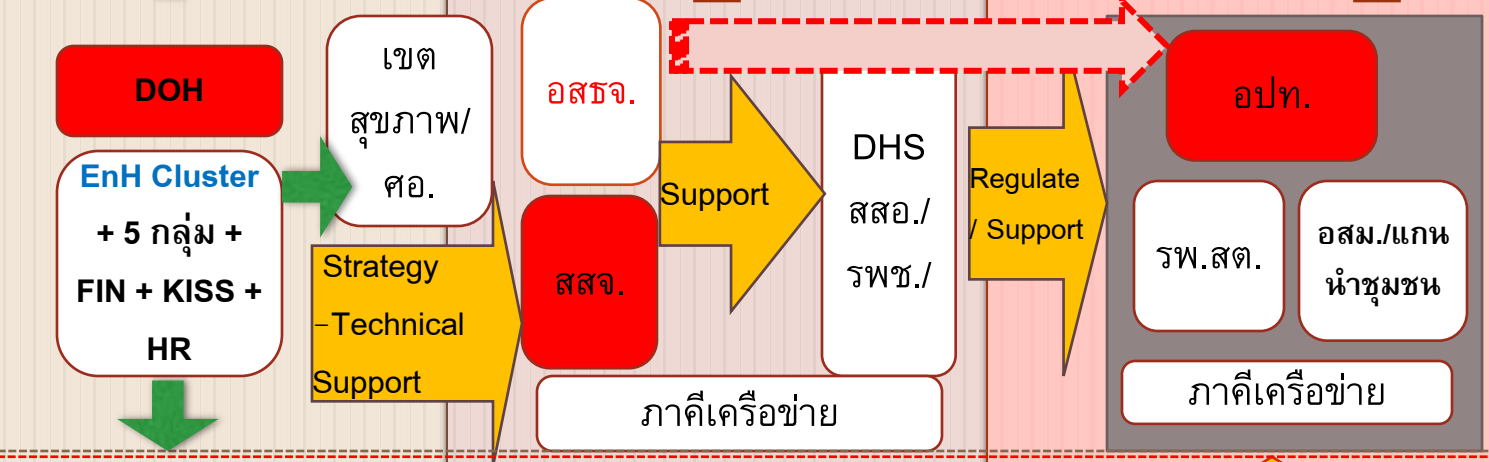 DOH
EnH Cluster
+ 5 กลุ่ม +
FIN + KISS +
HR
เขต
สุขภาพ/
ศอ.
Strategy
–Technical
Support
อสธจ.
สสจ.
Support
DHS
สสอ./
รพช./
ภาคีเครือข่าย
Regulate
/ Support
อปท.
รพ.สต.
อสม./แกน
นำชุมชน
ภาคีเครือข่าย